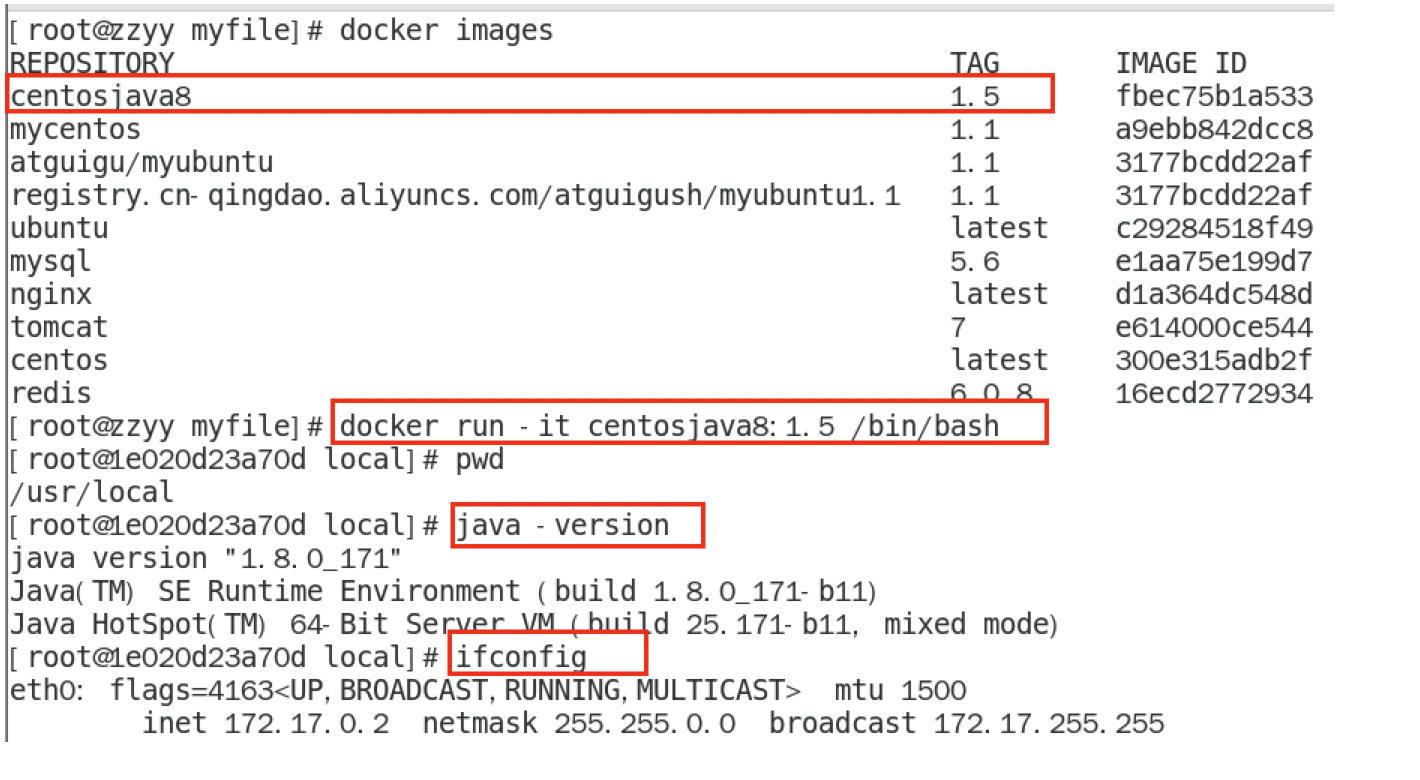 [root@zzyy myfile]# docker images
REPOSITORY TAG IMAGE ID
centosjava8 1.5 fbec75b1a533
mycentos 1.1 a9ebb842dcc8
atguigu/myubuntu 1.1 3177bcdd22af
registry.cn-qingdao.aliyuncs.com/atguigush/myubuntu1.1 1.1 3177bcdd22af
ubuntu latest c29284518f49
mysql 5.6 e1aa75e199d7
nginx latest d1a364dc548d
tomcat 7 e614000ce544
centos latest 300e315adb2f
redis 6.0.8 16ecd2772934
[root@zzyy myfile]# docker run -it centosjava8:1.5 /bin/bash
[root@1e020d23a70d local]# pwd
/usr/local
[root@1e020d23a70d local]# java -version
java version "1.8.0_171"
Java(TM) SE Runtime Environment (build 1.8.0_171-b11)
Java HotSpot(TM) 64-Bit Server VM (build 25.171-b11, mixed mode)
[root@1e020d23a70d local]# ifconfig
eth0: flags=4163<UP,BROADCAST,RUNNING,MULTICAST> mtu 1500
inet 172.17.0.2 netmask 255.255.0.0 broadcast 172.17.255.255